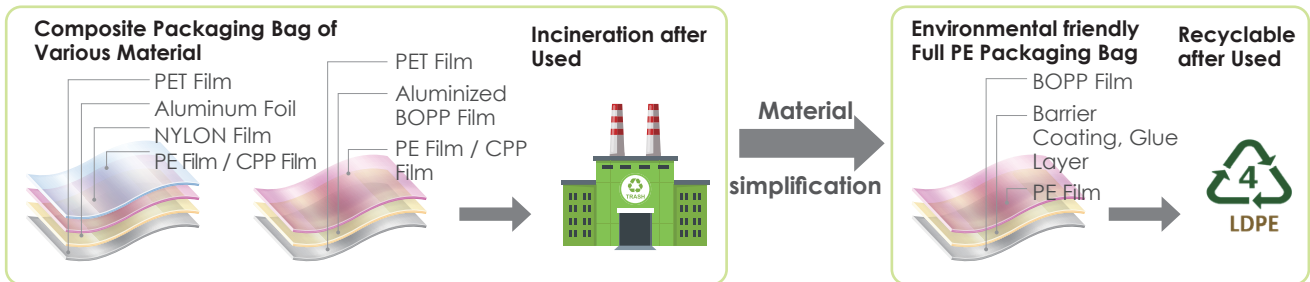 Composite Packaging Bag of
Various Material
PET Film
Aluminum Foil
NYLON Film
PE Film / CPP Film
PET Film
Aluminized
BOPP Film
PE Film / CPP
Film
Incineration after
Used
TRASH
Material
simplification
Environmental friendly
Full PE Packaging Bag
BOPP Film
Barrier
Coating, Glue
Layer
PE Film
Recyclable
after Used
4
LDPE